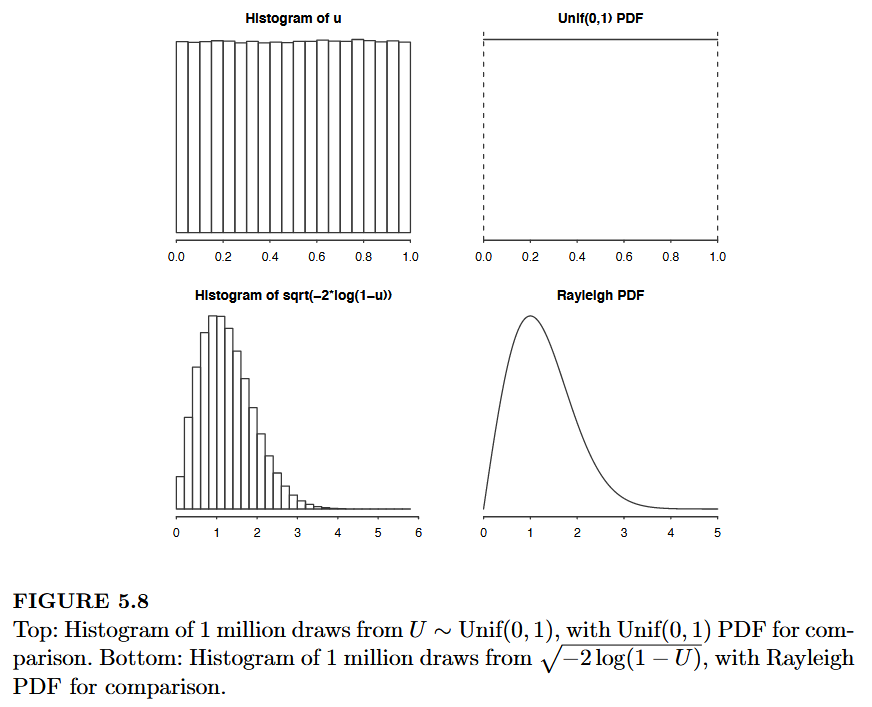 Histogram of u
Unif(0,1) PDF
0.0 0.2 0.4 0.6 0.8 1.0
0.0 0.2 0.4 0.6 0.8 1.0
Histogram of sqrt(−2*log(1−u))
Rayleigh PDF
0 1 2 3 4 5 6
0 1 2 3 4 5
FIGURE 5.8
Top: Histogram of 1 million draws from U ∼ Unif(0, 1), with Unif(0, 1) PDF for com-
parison. Bottom: Histogram of 1 million draws from √−2 log(1 − U), with Rayleigh
PDF for comparison.